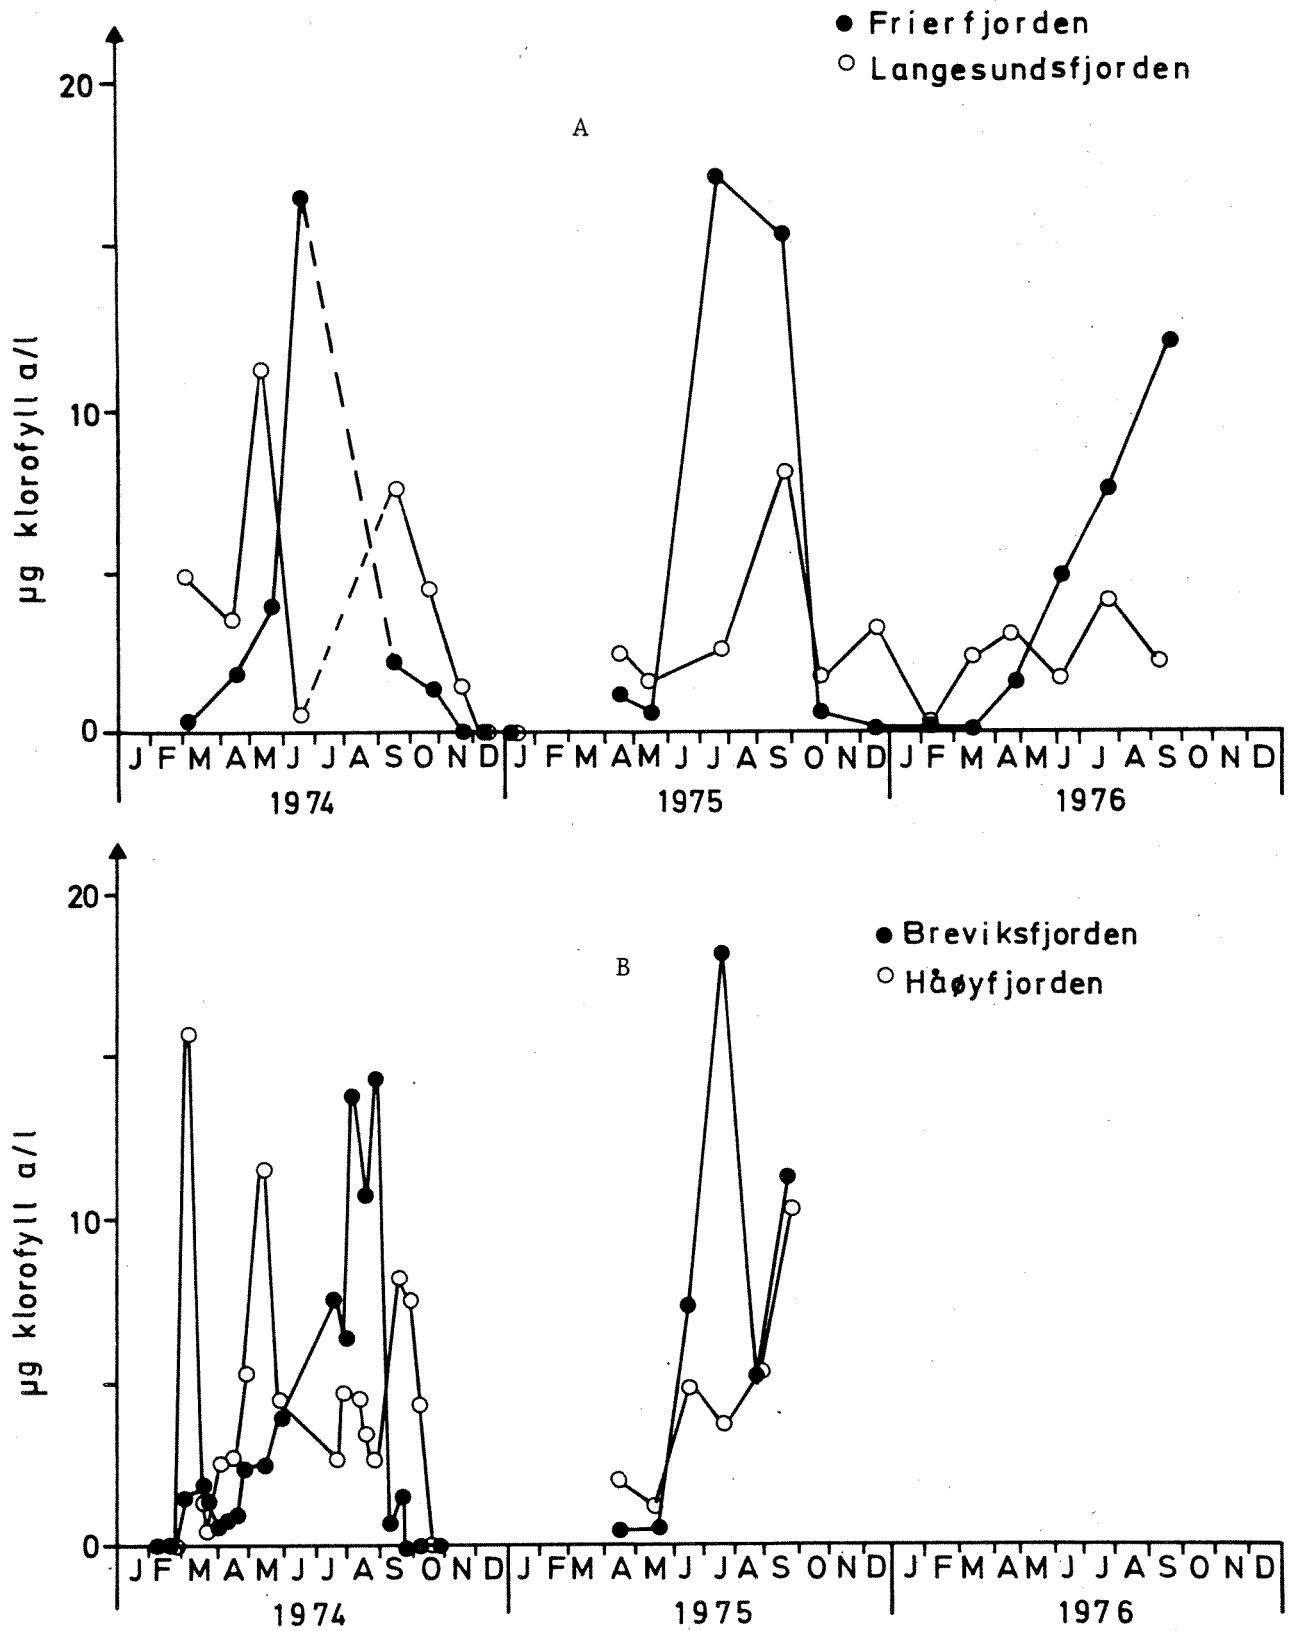 ● Frierfjorden
○ Langesundsfjorden
20
A
10
0
µg klorofyll a/l
J F M A M J J A S O N D J F M A M J J A S O N D J F M A M J J A S O N D
1974 1975 1976
20
● Breviksfjorden
B
○ Håøyfjorden
10
0
µg klorofyll a/l
J F M A M J J A S O N D J F M A M J J A S O N D J F M A M J J A S O N D
1974 1975 1976